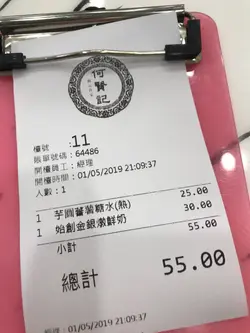 何賢記
檯號 :11
賬單號碼：64486
開檯員工：經理
開檯時間：01/05/2019 21:09:37
人數：1
1 芋圓蕃薯糖水(熱) 25.00
1 始創金銀燉鮮奶 30.00
小計 55.00
總計 55.00
01/05/2019 21:09:37